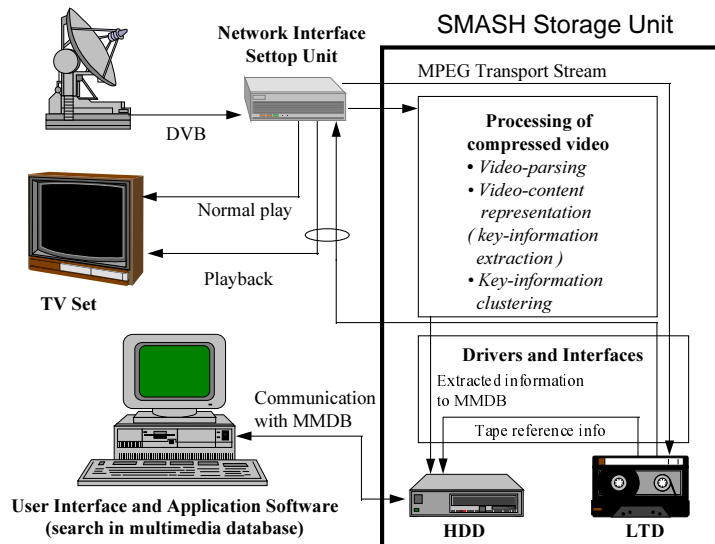 SMASH Storage Unit
Network Interface
Settop Unit
MPEG Transport Stream
DVB
Processing of
compressed video
• Video-parsing
• Video-content
representation
( key-information
extraction )
• Key-information
clustering
Normal play
Playback
TV Set
Drivers and Interfaces
Extracted information
to MMDB
Tape reference info
Communication
with MMDB
User Interface and Application Software
(search in multimedia database)
HDD
LTD